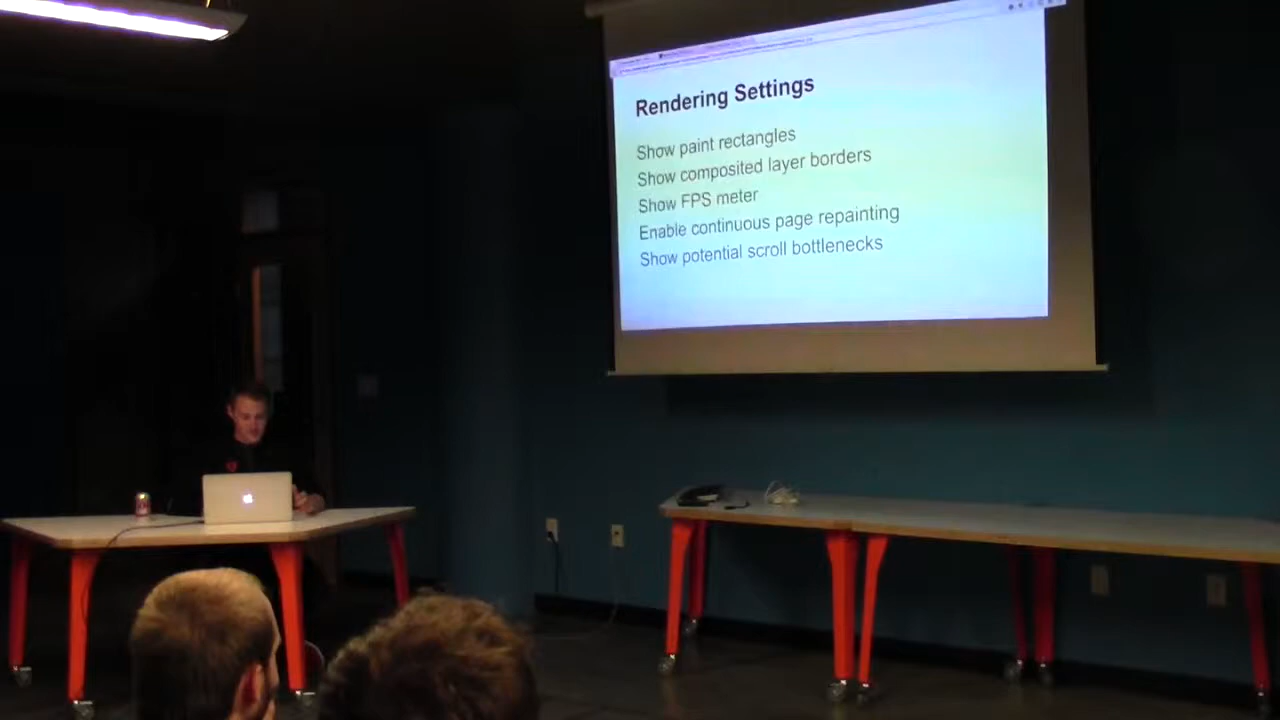 Rendering Settings
Show paint rectangles
Show composited layer borders
Show FPS meter
Enable continuous page repainting
Show potential scroll bottlenecks